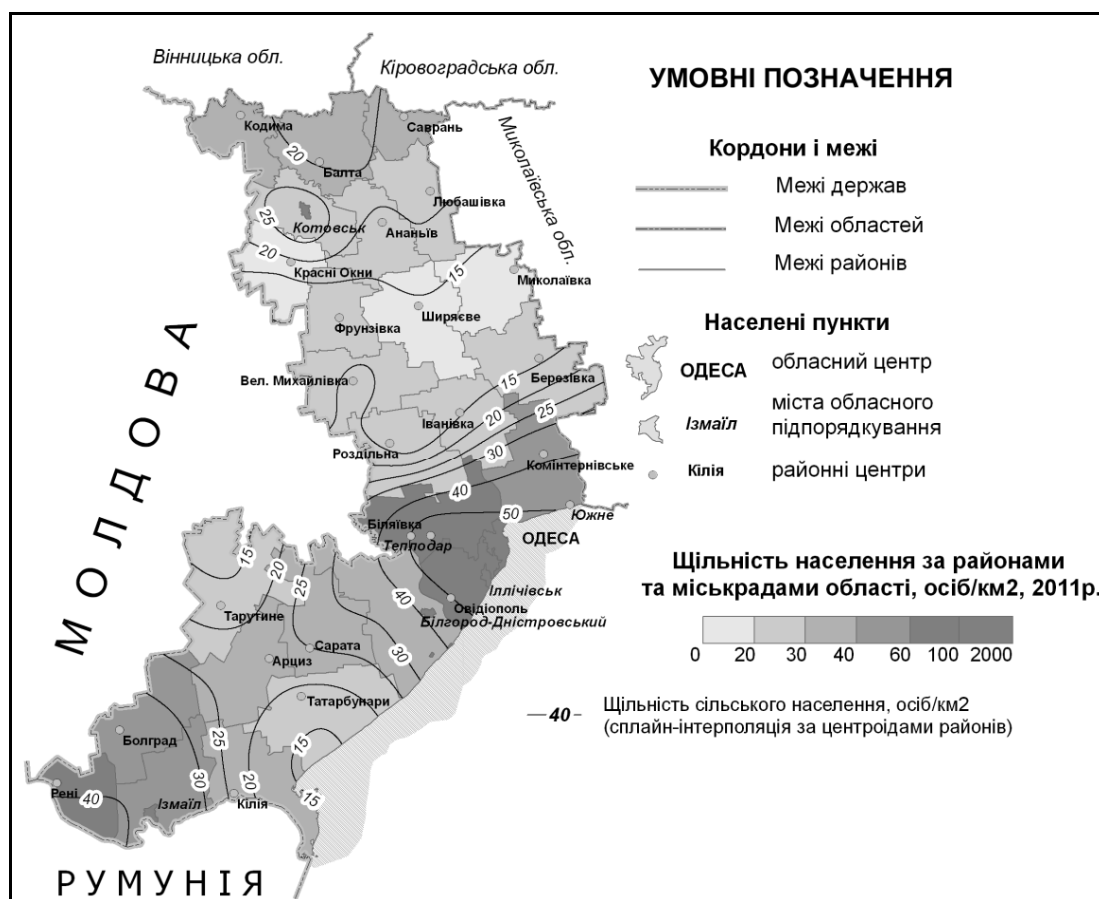 Вінницька обл.
Кіровоградська обл.
Миколаївська обл.
Кодима
Саврань
20
Балта
Любашівка
25
Котовськ
Ананьїв
20
Красні Окни
15
Миколаївка
Ширяєве
Фрунзівка
Вел. Михайлівка
15
Березівка
20
25
Іванівка
Роздільна
30
Комінтернівське
40
50
Южне
Біляївка
Теплодар
ОДЕСА
Іллічівськ
Овідіополь
Білгород-Дністровський
15
20
25
40
Тарутине
Сарата
30
Арциз
Татарбунари
15
Болград
25
30
20
15
Рені
40
Ізмаїл
Кілія
МОЛДОВА
РУМУНІЯ
УМОВНІ ПОЗНАЧЕННЯ
Кордони і межі
Межі держав
Межі областей
Межі районів
Населені пункти
ОДЕСА обласний центр
Ізмаїл міста обласного
підпорядкування
Кілія районні центри
Щільність населення за районами
та міськрадами області, осіб/км2, 2011р.
0 20 30 40 60 100 2000
40 Щільність сільського населення, осіб/км2
(сплайн-інтерполяція за центроідами районів)